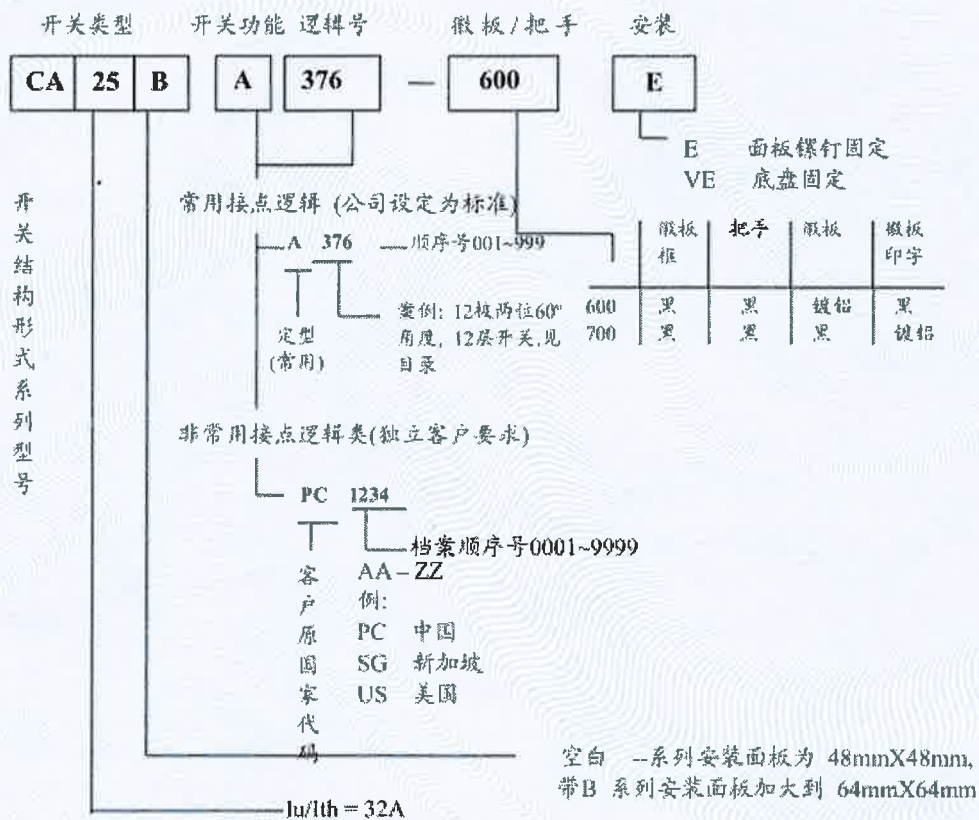 开关类型 开关功能 逻辑号 徽板/把手 安装
CA 25 B A 376 — 600 E
E 面板镙钉固定
VE 底盘固定
开关结构形式系列型号
常用接点逻辑 (公司设定为标准)
A 376 顺序号001~999
徽板框 把手 徽板 徽板印字
600 黑 黑 镀铝 黑
700 黑 黑 黑 镀铝
定型
(常用)
案例: 12极两位60°
角度, 12层开关,见
目录
非常用接点逻辑类(独立客户要求)
PC 1234
档案顺序号0001~9999
客户原国家代码
AA – ZZ
例:
PC 中国
SG 新加坡
US 美国
空白 --系列安装面板为 48mmX48mm,
带B 系列安装面板加大到 64mmX64mm
Iu/Ith = 32A